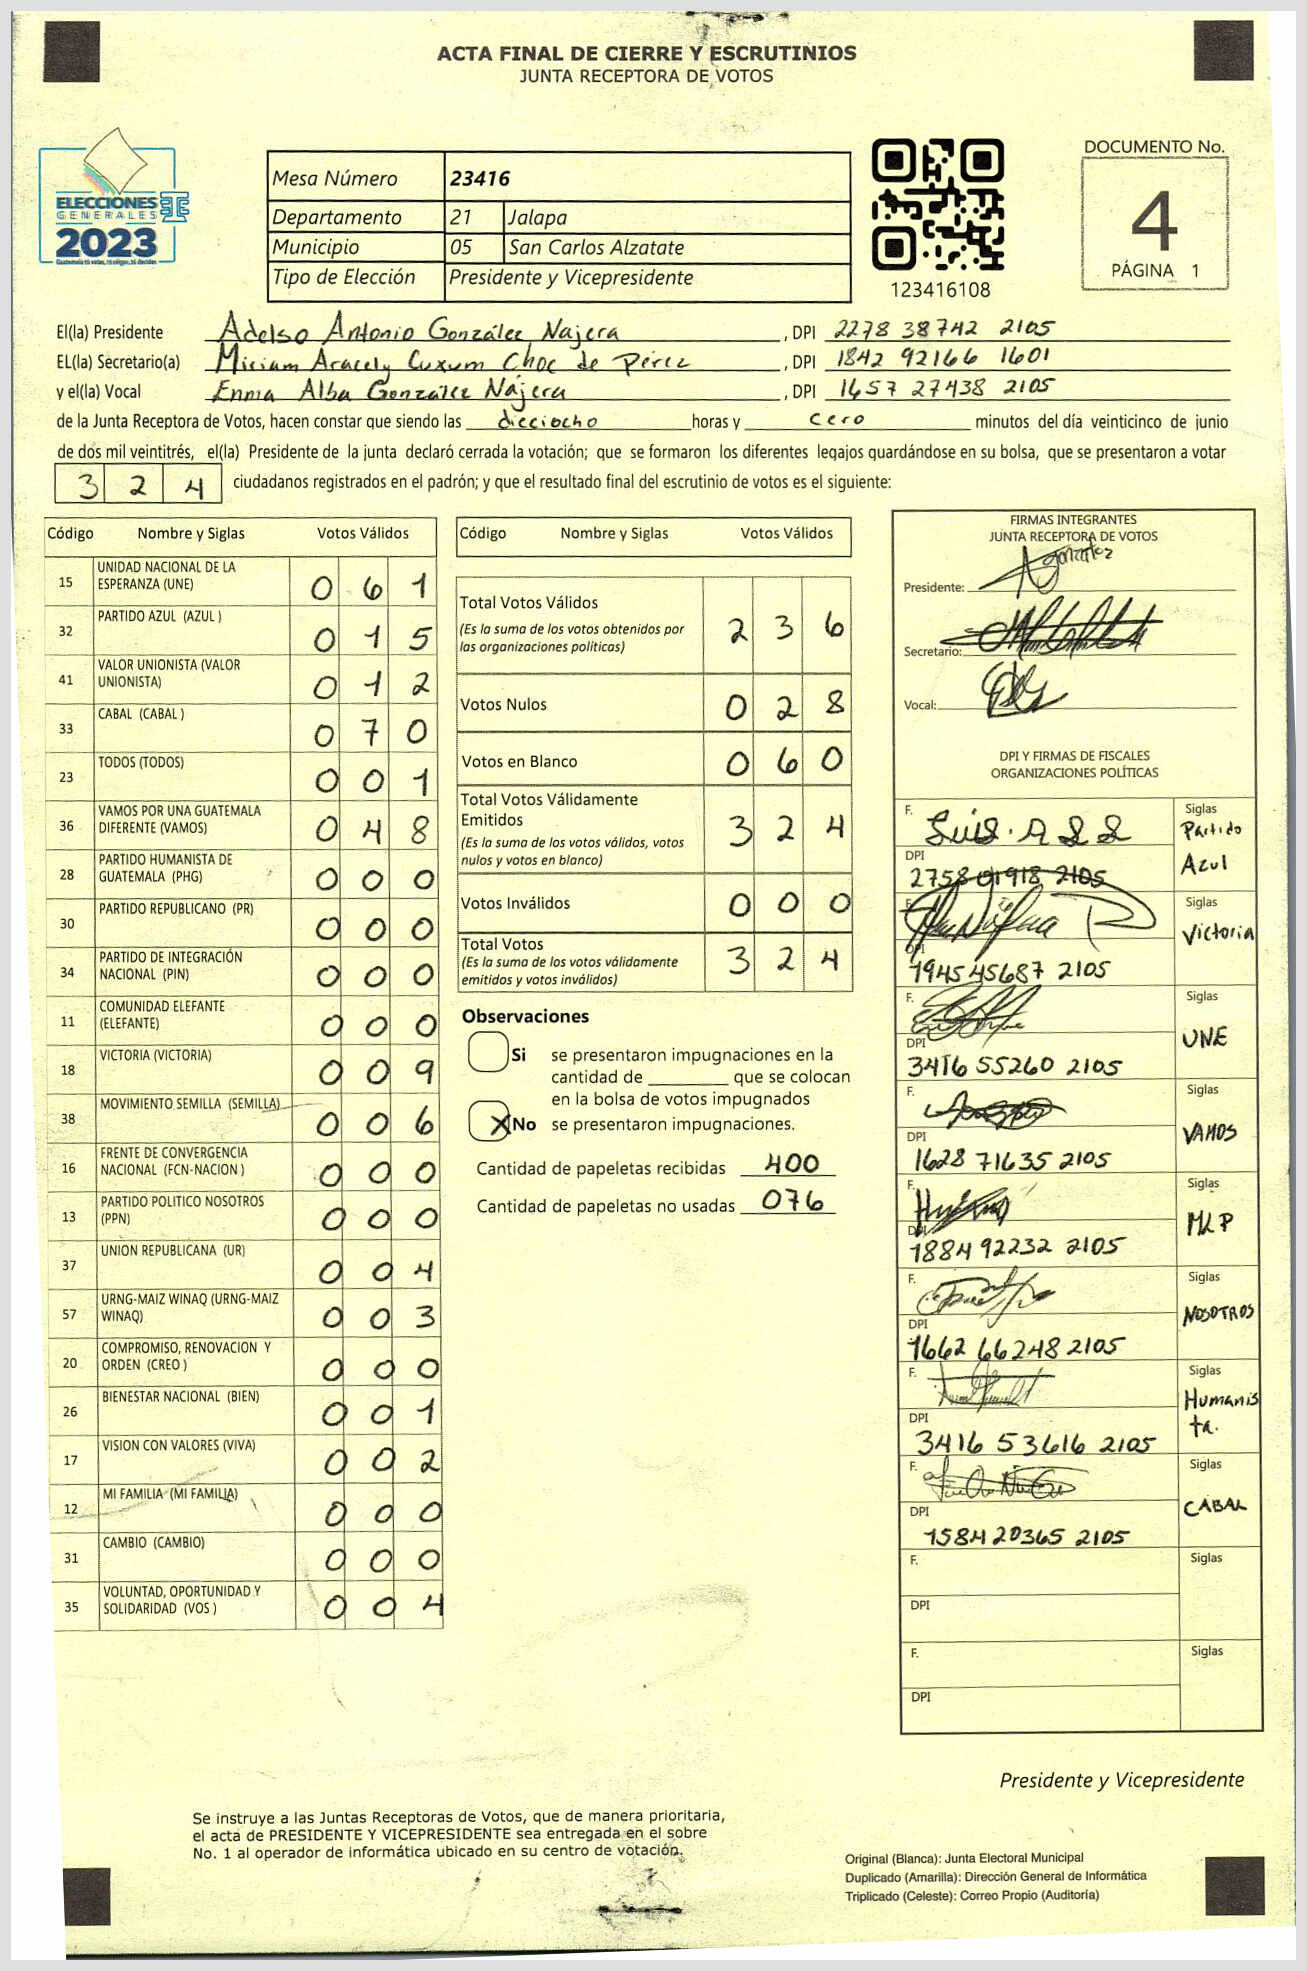 ACTA FINAL DE CIERRE Y ESCRUTINIOS
JUNTA RECEPTORA DE VOTOS
ELECCIONES
GENERALES
2023
Mesa Número 23416
Departamento 21 Jalapa
Municipio 05 San Carlos Alzatate
Tipo de Elección Presidente y Vicepresidente
123416108
DOCUMENTO No.
4
PÁGINA 1
El(la) Presidente Adelso Antonio González Najera, DPI 2278 38742 2105
EL(la) Secretario(a) Miriam Aracely Cuxum Choc de Pérez, DPI 1842 92166 1601
y el(la) Vocal Enma Alba González Nájera, DPI 1657 27438 2105
de la Junta Receptora de Votos, hacen constar que siendo las dieciocho horas y cero minutos del día veinticinco de junio
de dos mil veintitrés, el(la) Presidente de la junta declaró cerrada la votación; que se formaron los diferentes legajos guardándose en su bolsa, que se presentaron a votar
3 2 4 ciudadanos registrados en el padrón; y que el resultado final del escrutinio de votos es el siguiente:
Código Nombre y Siglas Votos Válidos
15 UNIDAD NACIONAL DE LA
ESPERANZA (UNE) 0 6 1
32 PARTIDO AZUL (AZUL ) 0 1 5
41 VALOR UNIONISTA (VALOR
UNIONISTA) 0 1 2
33 CABAL (CABAL ) 0 7 0
23 TODOS (TODOS) 0 0 1
36 VAMOS POR UNA GUATEMALA
DIFERENTE (VAMOS) 0 4 8
28 PARTIDO HUMANISTA DE
GUATEMALA (PHG) 0 0 0
30 PARTIDO REPUBLICANO (PR) 0 0 0
34 PARTIDO DE INTEGRACIÓN
NACIONAL (PIN) 0 0 0
11 COMUNIDAD ELEFANTE
(ELEFANTE) 0 0 0
18 VICTORIA (VICTORIA) 0 0 9
38 MOVIMIENTO SEMILLA (SEMILLA) 0 0 6
16 FRENTE DE CONVERGENCIA
NACIONAL (FCN-NACION ) 0 0 0
13 PARTIDO POLITICO NOSOTROS
(PPN) 0 0 0
37 UNION REPUBLICANA (UR) 0 0 4
57 URNG-MAIZ WINAQ (URNG-MAIZ
WINAQ) 0 0 3
20 COMPROMISO, RENOVACION Y
ORDEN (CREO ) 0 0 0
26 BIENESTAR NACIONAL (BIEN) 0 0 1
17 VISION CON VALORES (VIVA) 0 0 2
12 MI FAMILIA (MI FAMILIA) 0 0 0
31 CAMBIO (CAMBIO) 0 0 0
35 VOLUNTAD, OPORTUNIDAD Y
SOLIDARIDAD (VOS ) 0 0 4
Código Nombre y Siglas Votos Válidos
Total Votos Válidos
(Es la suma de los votos obtenidos por
las organizaciones políticas) 2 3 6
Votos Nulos 0 2 8
Votos en Blanco 0 6 0
Total Votos Válidamente
Emitidos
(Es la suma de los votos válidos, votos
nulos y votos en blanco) 3 2 4
Votos Inválidos 0 0 0
Total Votos
(Es la suma de los votos válidamente
emitidos y votos inválidos) 3 2 4
Observaciones
Si se presentaron impugnaciones en la
cantidad de ________ que se colocan
en la bolsa de votos impugnados
X No se presentaron impugnaciones.
Cantidad de papeletas recibidas 400
Cantidad de papeletas no usadas 076
FIRMAS INTEGRANTES
JUNTA RECEPTORA DE VOTOS
Presidente:
Secretario:
Vocal:
DPI Y FIRMAS DE FISCALES
ORGANIZACIONES POLÍTICAS
F. Siglas
Partido
Azul
DPI
2758 01918 2105
F. Siglas
Victoria
DPI
1945 45687 2105
F. Siglas
UNE
DPI
3416 55260 2105
F. Siglas
VAMOS
DPI
1628 71635 2105
F. Siglas
MLP
DPI
1884 92232 2105
F. Siglas
NOSOTROS
DPI
1662 66248 2105
F. Siglas
Humanis
ta.
DPI
3416 53616 2105
F. Siglas
CABAL
DPI
1584 20365 2105
F. Siglas
DPI
F. Siglas
DPI
Presidente y Vicepresidente
Se instruye a las Juntas Receptoras de Votos, que de manera prioritaria,
el acta de PRESIDENTE Y VICEPRESIDENTE sea entregada en el sobre
No. 1 al operador de informática ubicado en su centro de votación.
Original (Blanca): Junta Electoral Municipal
Duplicado (Amarilla): Dirección General de Informática
Triplicado (Celeste): Correo Propio (Auditoría)